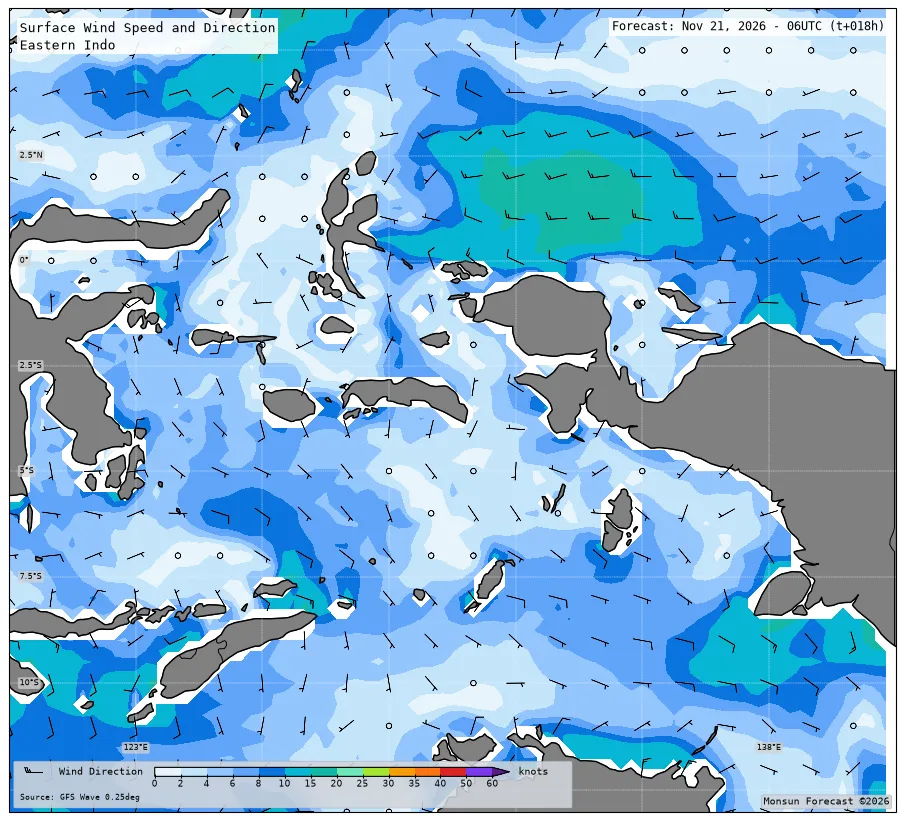 Surface Wind Speed and Direction
Eastern Indo
Forecast: Nov 21, 2026 - 06UTC (t+018h)
2.5°N
0°
2.5°S
5°S
7.5°S
10°S
123°E
138°E
Wind Direction
0 2 4 6 8 10 15 20 25 30 35 40 50 60
knots
Source: GFS Wave 0.25deg
Monsun Forecast ©2026